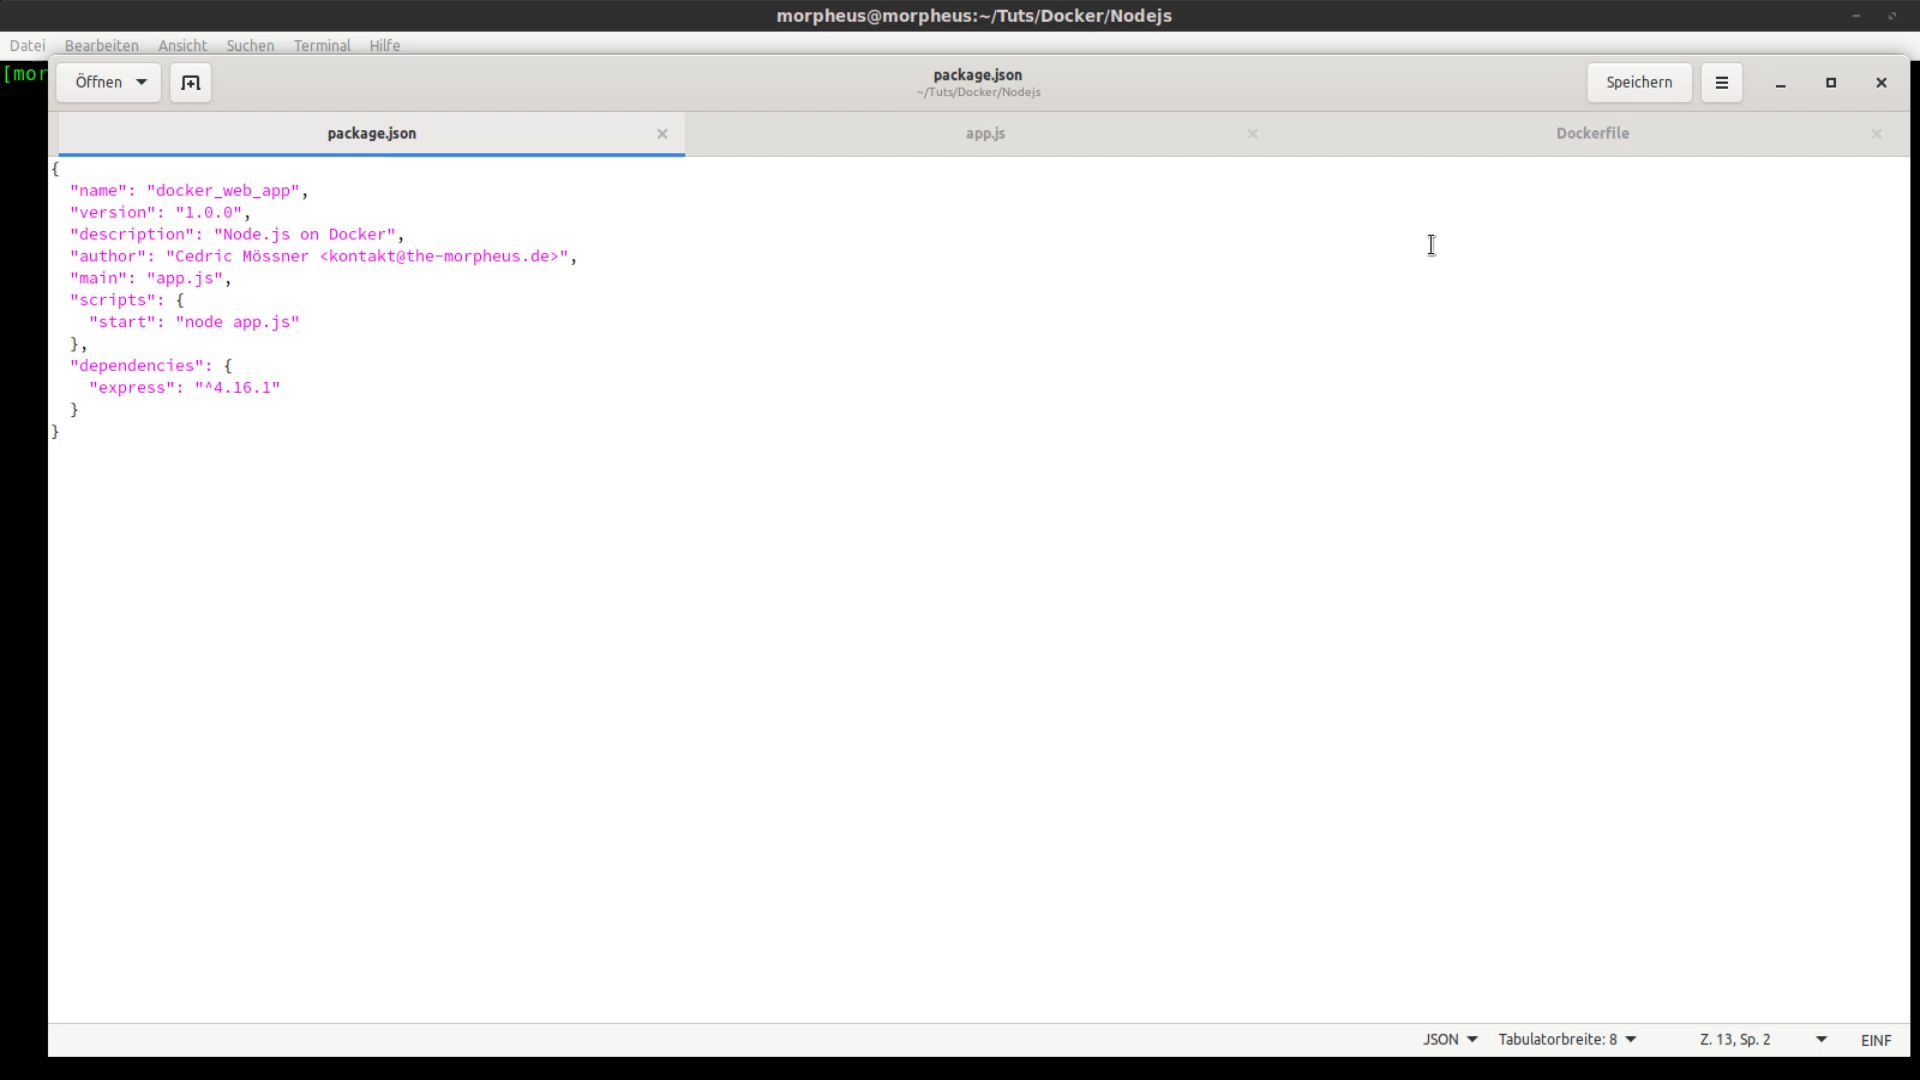 morpheus@morpheus:~/Tuts/Docker/Nodejs
Datei Bearbeiten Ansicht Suchen Terminal Hilfe
[mor
Öffnen
package.json
~/Tuts/Docker/Nodejs
Speichern
package.json app.js Dockerfile
{
  "name": "docker_web_app",
  "version": "1.0.0",
  "description": "Node.js on Docker",
  "author": "Cedric Mössner <kontakt@the-morpheus.de>",
  "main": "app.js",
  "scripts": {
    "start": "node app.js"
  },
  "dependencies": {
    "express": "^4.16.1"
  }
}
JSON Tabulatorbreite: 8 Z. 13, Sp. 2 EINF